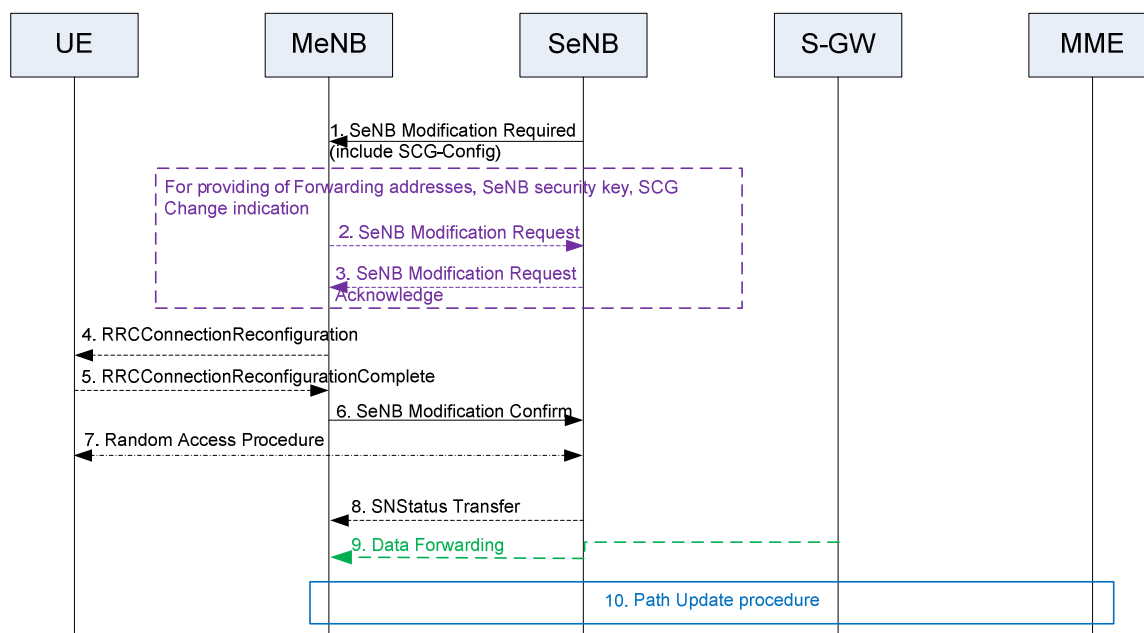 UE
MeNB
SeNB
S-GW
MME
1. SeNB Modification Required
(include SCG-Config)
For providing of Forwarding addresses, SeNB security key, SCG
Change indication
2. SeNB Modification Request
3. SeNB Modification Request
Acknowledge
4. RRCConnectionReconfiguration
5. RRCConnectionReconfigurationComplete
6. SeNB Modification Confirm
7. Random Access Procedure
8. SNStatus Transfer
9. Data Forwarding
10. Path Update procedure